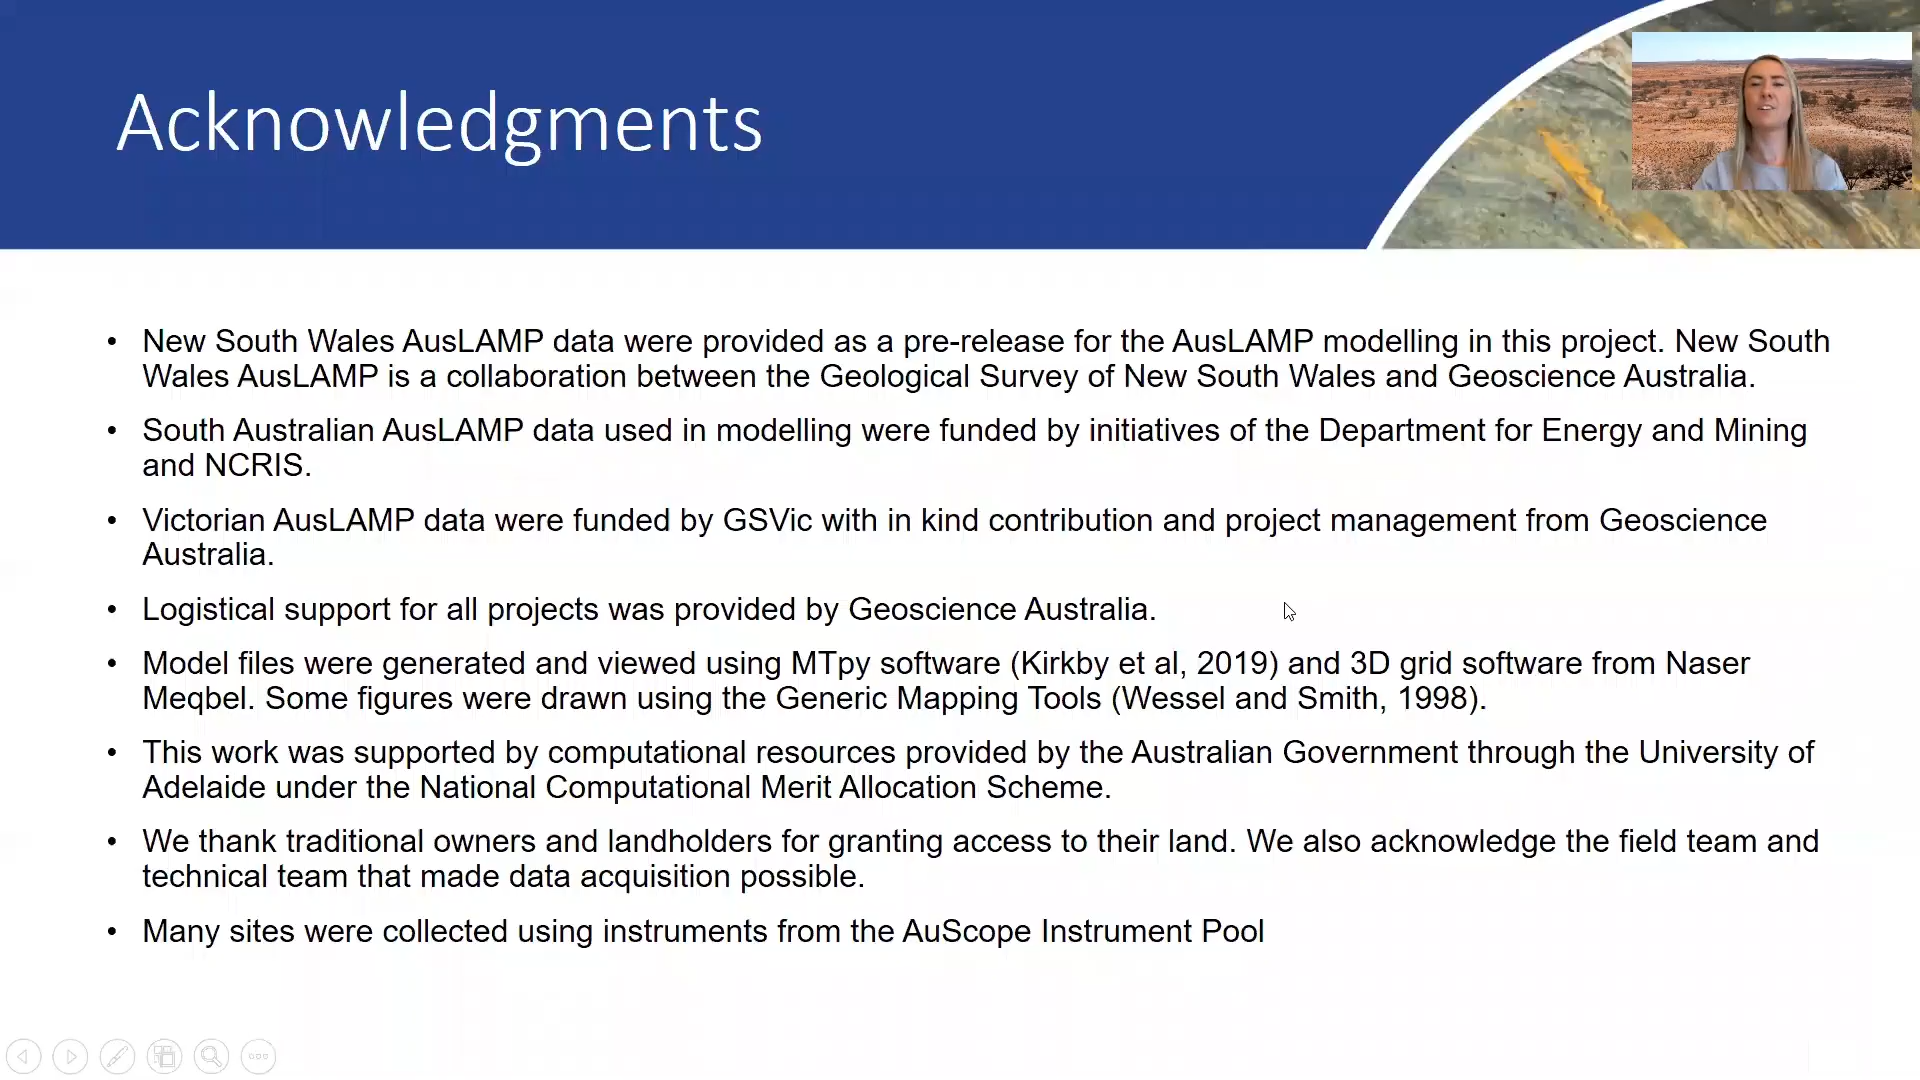 Acknowledgments
• New South Wales AusLAMP data were provided as a pre-release for the AusLAMP modelling in this project. New South
Wales AusLAMP is a collaboration between the Geological Survey of New South Wales and Geoscience Australia.
• South Australian AusLAMP data used in modelling were funded by initiatives of the Department for Energy and Mining
and NCRIS.
• Victorian AusLAMP data were funded by GSVic with in kind contribution and project management from Geoscience
Australia.
• Logistical support for all projects was provided by Geoscience Australia.
• Model files were generated and viewed using MTpy software (Kirkby et al, 2019) and 3D grid software from Naser
Meqbel. Some figures were drawn using the Generic Mapping Tools (Wessel and Smith, 1998).
• This work was supported by computational resources provided by the Australian Government through the University of
Adelaide under the National Computational Merit Allocation Scheme.
• We thank traditional owners and landholders for granting access to their land. We also acknowledge the field team and
technical team that made data acquisition possible.
• Many sites were collected using instruments from the AuScope Instrument Pool